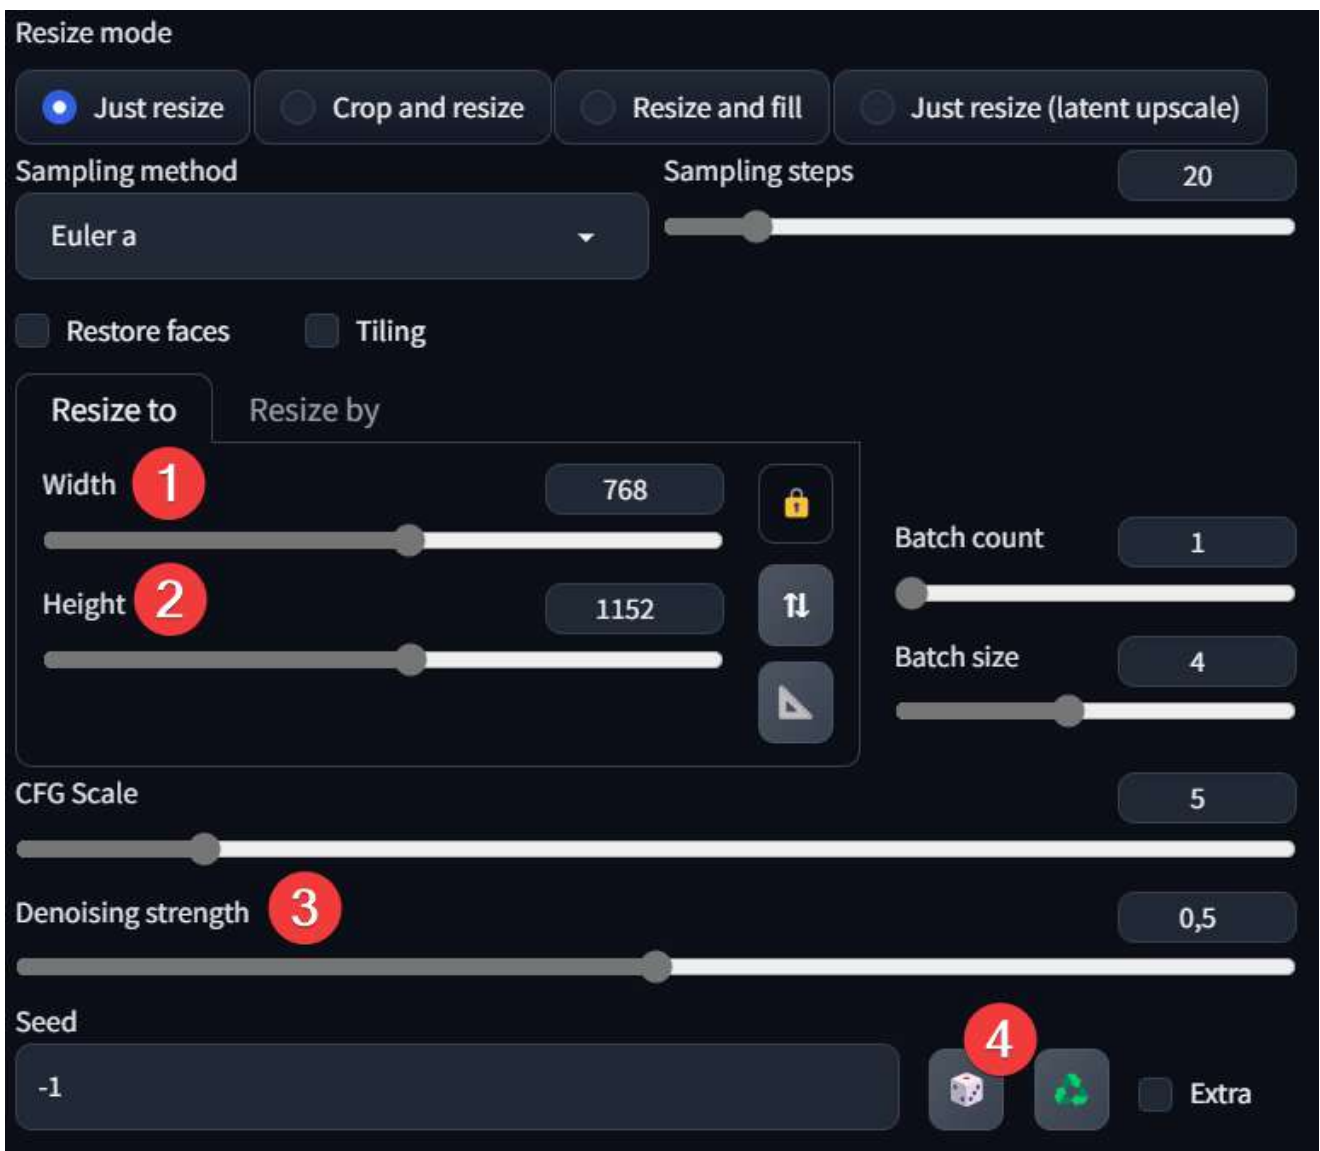 Resize mode
Just resize
Crop and resize
Resize and fill
Just resize (latent upscale)
Sampling method
Sampling steps
20
Euler a
Restore faces
Tiling
Resize to
Resize by
Width
1
768
Height
2
1152
Batch count
1
Batch size
4
CFG Scale
5
Denoising strength
3
0,5
Seed
4
-1
Extra